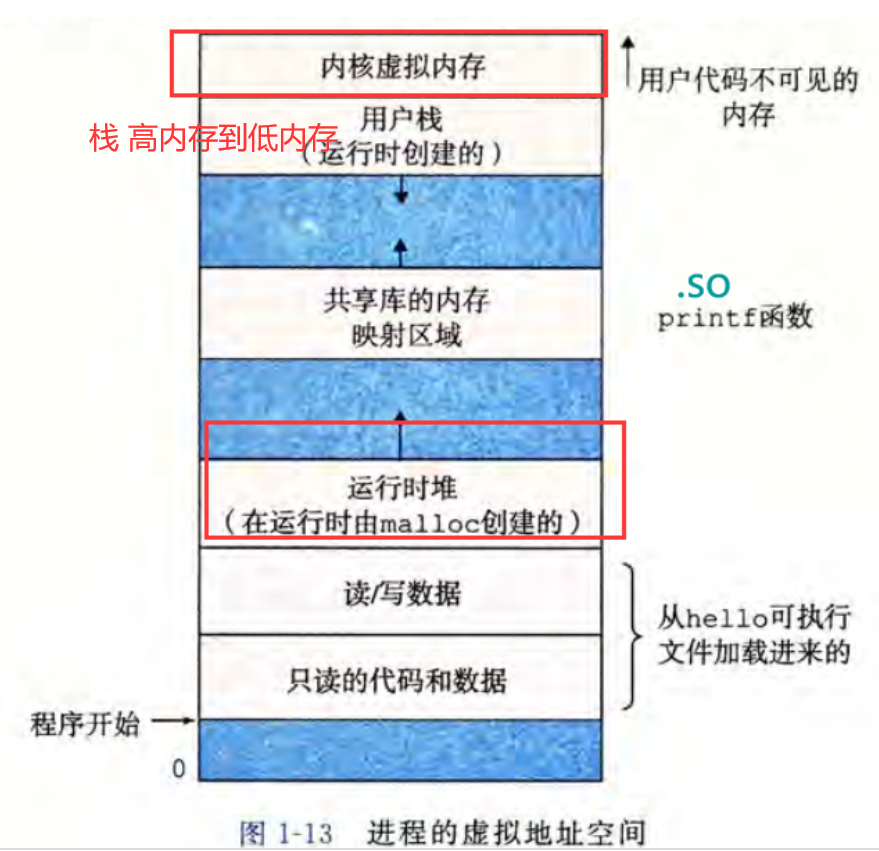 内核虚拟内存
用户代码不可见的
内存
用户栈
（运行时创建的）
栈 高内存到低内存
共享库的内存
映射区域
.so
printf函数
运行时堆
（在运行时由malloc创建的）
读/写数据
只读的代码和数据
从hello可执行
文件加载进来的
程序开始
0
图 1-13 进程的虚拟地址空间